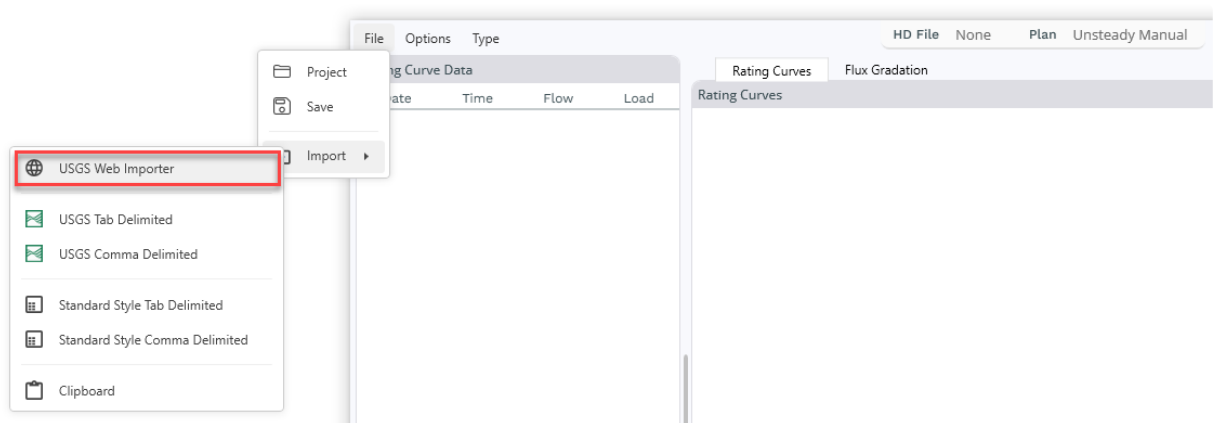 File Options Type
HD File None Plan Unsteady Manual
Project
Curve Data
Rating Curves Flux Gradation
Time Flow Load
Rating Curves
Save
Import
USGS Web Importer
USGS Tab Delimited
USGS Comma Delimited
Standard Style Tab Delimited
Standard Style Comma Delimited
Clipboard